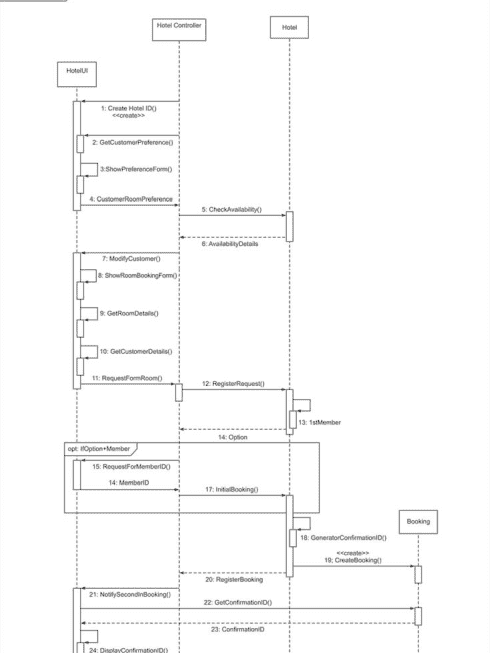 Hotel Controller
Hotel
HotelUI
1: Create Hotel ID()
<<create>>
2: GetCustomerPreference()
3:ShowPreferenceForm()
4: CustomerRoomPreference
5: CheckAvailability()
6: AvailabilityDetails
7: ModifyCustomer()
8: ShowRoomBookingForm()
9: GetRoomDetails()
10: GetCustomerDetails()
11: RequestFormRoom()
12: RegisterRequest()
13: 1stMember
14: Option
opt: IfOption+Member
15: RequestForMemberID()
14: MemberID
17: InitialBooking()
Booking
18: GeneratorConfirmationID()
<<create>>
19: CreateBooking()
20: RegisterBooking
21: NotifySecondInBooking()
22: GetConfirmationID()
23: ConfirmationID
24: DisplayConfirmationID()